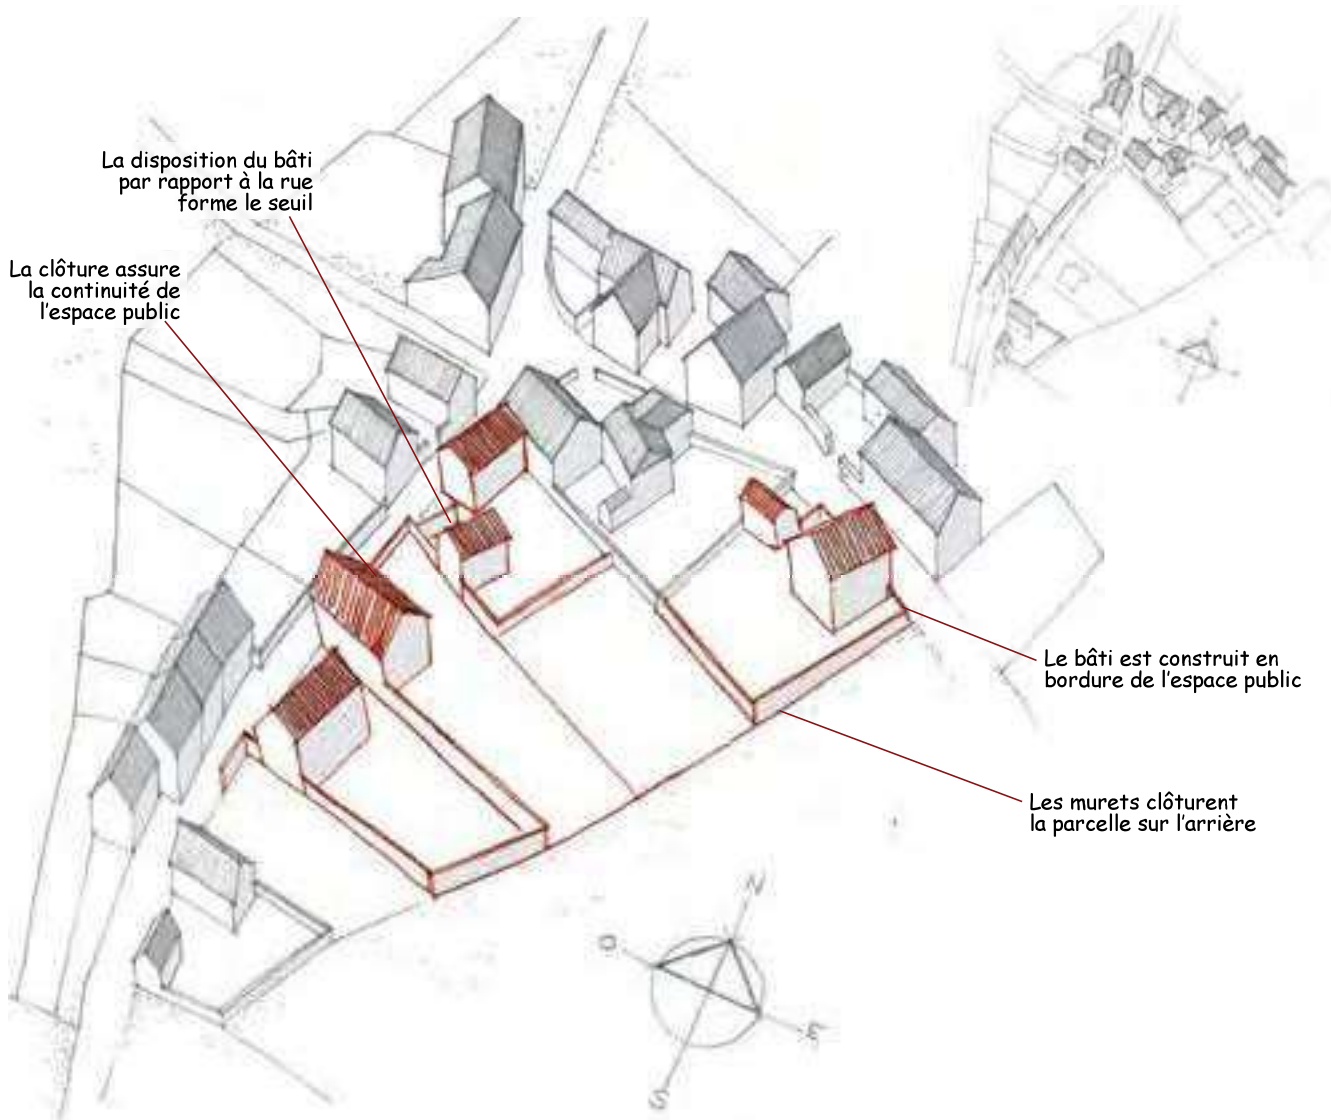 La disposition du bâti
par rapport à la rue
forme le seuil
La clôture assure
la continuité de
l'espace public
Le bâti est construit en
bordure de l'espace public
Les murets clôturent
la parcelle sur l'arrière
N
O
E
S